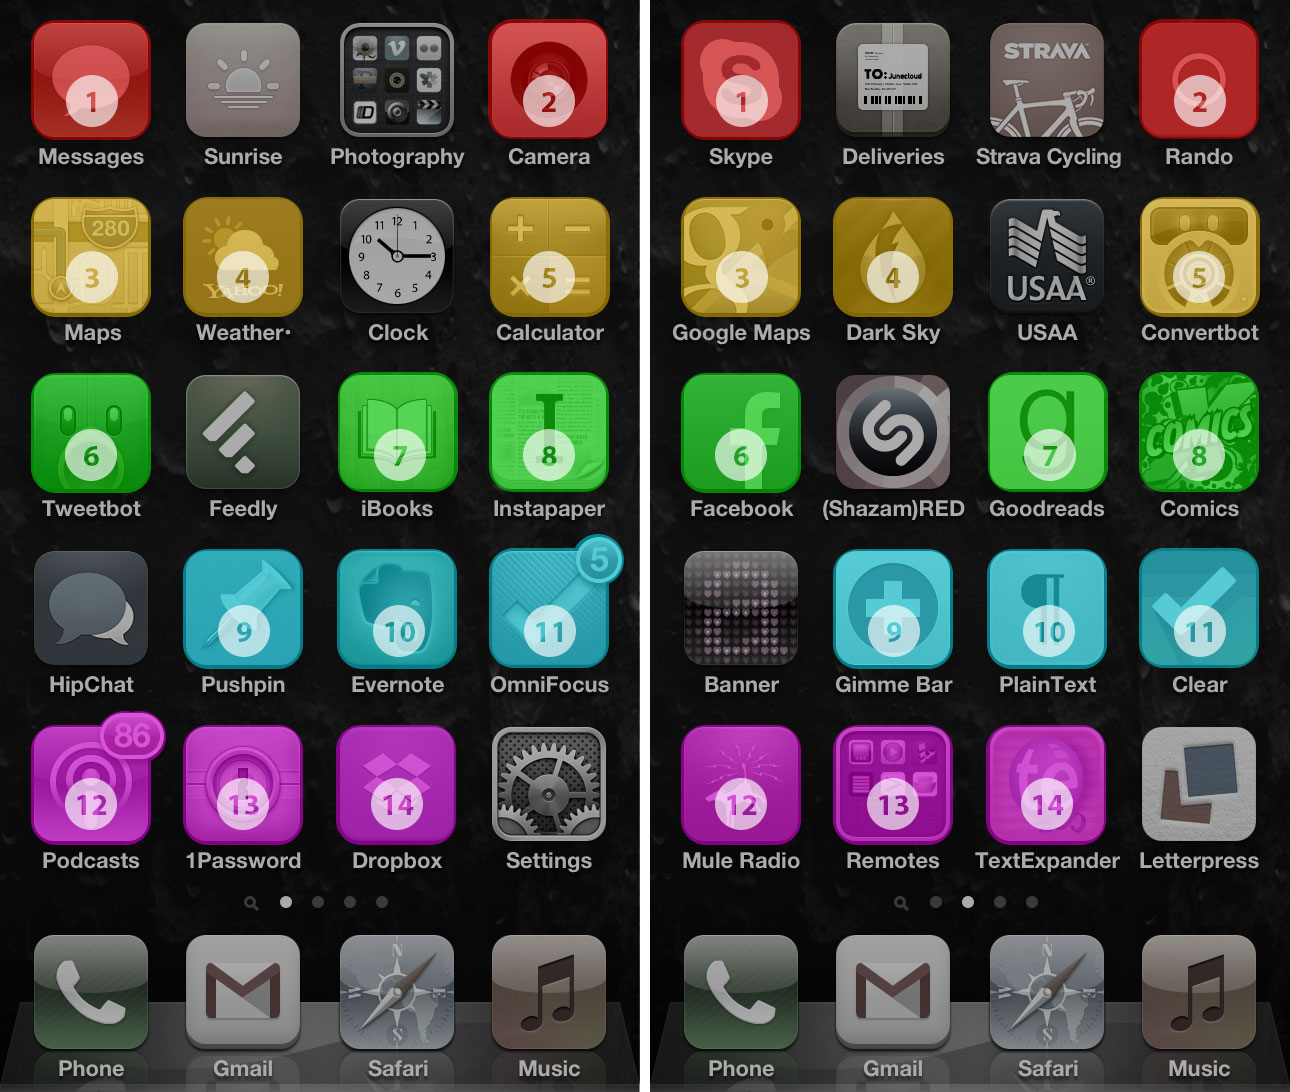 1
2
Messages
Sunrise
Photography
Camera
280
3
4
YAHOO!
12
11 1
10 2
9 3
8 4
7 5
6
5
Maps
Weather
Clock
Calculator
6
7
8
Tweetbot
Feedly
iBooks
Instapaper
5
9
10
11
HipChat
Pushpin
Evernote
OmniFocus
86
12
13
14
Podcasts
1Password
Dropbox
Settings
Phone
Gmail
Safari
Music
1
TO: Junecloud
STRAVA
2
Skype
Deliveries
Strava Cycling
Rando
g
3
4
USAA®
5
Google Maps
Dark Sky
USAA
Convertbot
f
6
g
7
COMICS
8
Facebook
(Shazam)RED
Goodreads
Comics
9
¶
10
11
Banner
Gimme Bar
PlainText
Clear
12
13
te
14
Mule Radio
Remotes
TextExpander
Letterpress
Phone
Gmail
Safari
Music